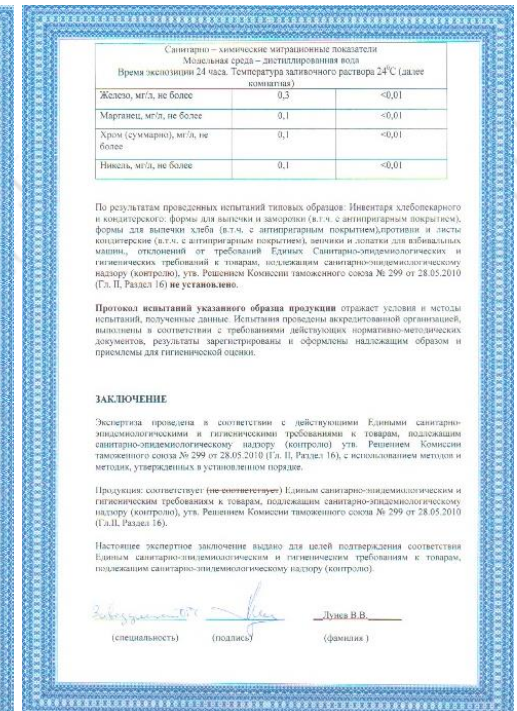 Санитарно – химические миграционные показатели
Модельная среда – дистиллированная вода
Время экспозиции 24 часа. Температура заливочного раствора 24⁰С (далее
комнатная)
Железо, мг/л, не более 0,3 <0,01
Марганец, мг/л, не более 0,1 <0,01
Хром (суммарно), мг/л, не
более 0,1 <0,01
Никель, мг/л, не более 0,1 <0,01
По результатам проведенных испытаний типовых образцов: Инвентаря хлебопекарного
и кондитерского: формы для выпечки и заморозки (в.т.ч. с антипригарным покрытием),
формы для выпечки хлеба (в.т.ч. с антипригарным покрытием),противни и листы
кондитерские (в.т.ч. с антипригарным покрытием), венчики и лопатки для взбивальных
машин., отклонений от требований Единых Санитарно-эпидемиологических и
гигиенических требований к товарам, подлежащим санитарно-эпидемиологическому
надзору (контролю), утв. Решением Комиссии таможенного союза № 299 от 28.05.2010
(Гл. II, Раздел 16) не установлено.
Протокол испытаний указанного образца продукции отражает условия и методы
испытаний, полученные данные. Испытания проведены аккредитованной организацией,
выполнены в соответствии с требованиями действующих нормативно-методических
документов, результаты зарегистрированы и оформлены надлежащим образом и
приемлемы для гигиенической оценки.
ЗАКЛЮЧЕНИЕ
Экспертиза проведена в соответствии с действующими Едиными санитарно-
эпидемиологическими и гигиеническими требованиями к товарам, подлежащим
санитарно-эпидемиологическому надзору (контролю) утв. Решением Комиссии
таможенного союза № 299 от 28.05.2010 (Гл. II, Раздел 16), с использованием методов и
методик, утвержденных в установленном порядке.
Продукция: соответствует (не соответствует) Единым санитарно-эпидемиологическим и
гигиеническим требованиям к товарам, подлежащим санитарно-эпидемиологическому
надзору (контролю), утв. Решением Комиссии таможенного союза № 299 от 28.05.2010
(Гл.II, Раздел 16).
Настоящее экспертное заключение выдано для целей подтверждения соответствия
Единым санитарно-эпидемиологическим и гигиеническим требованиям к товарам,
подлежащим санитарно-эпидемиологическому надзору (контролю).
Лунев В.В.
(специальность) (подпись) (фамилия )